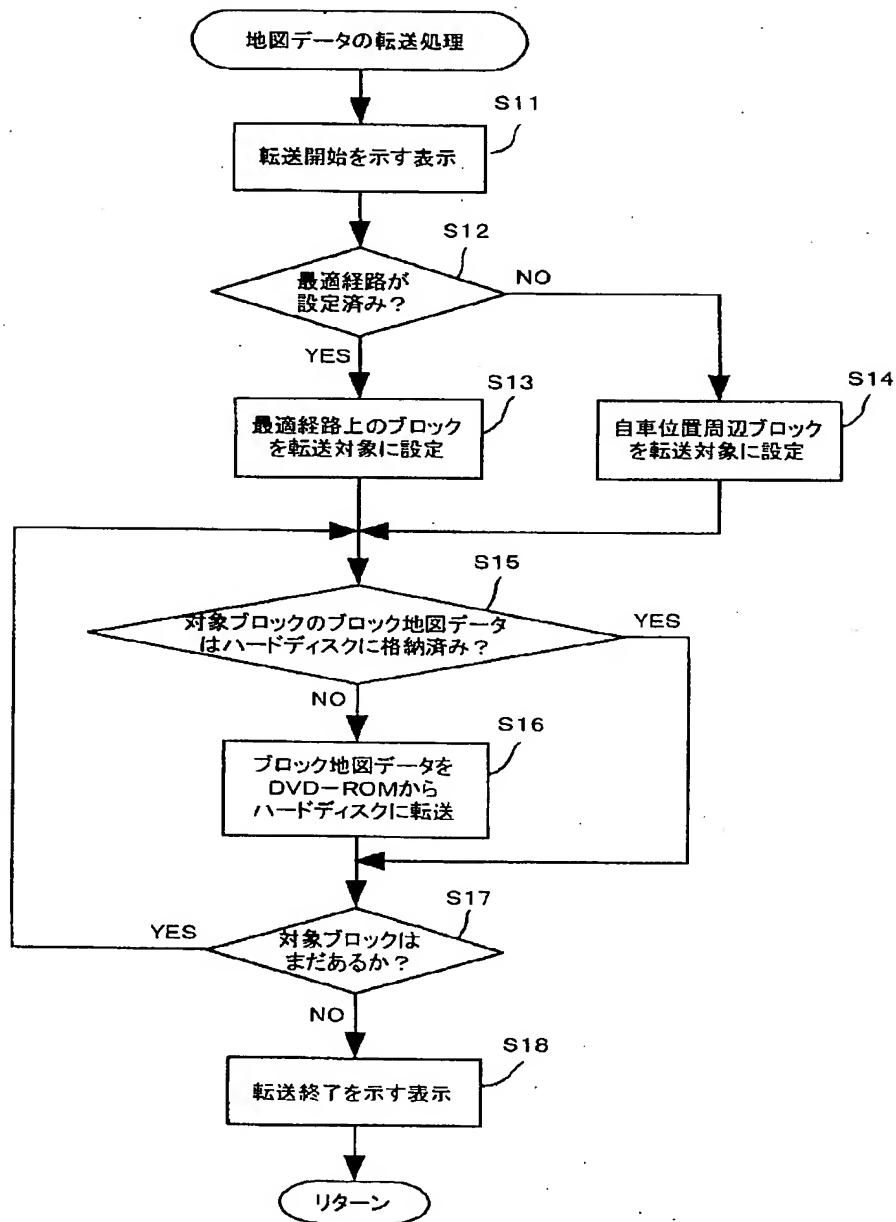 地図データの転送処理
S11
転送開始を示す表示
S12
最適経路が
設定済み?
NO
YES
S13
最適経路上のブロック
を転送対象に設定
S14
自車位置周辺ブロック
を転送対象に設定
S15
対象ブロックのブロック地図データ
はハードディスクに格納済み?
YES
NO
S16
ブロック地図データを
DVD-ROMから
ハードディスクに転送
S17
YES
対象ブロックは
まだあるか?
NO
S18
転送終了を示す表示
リターン